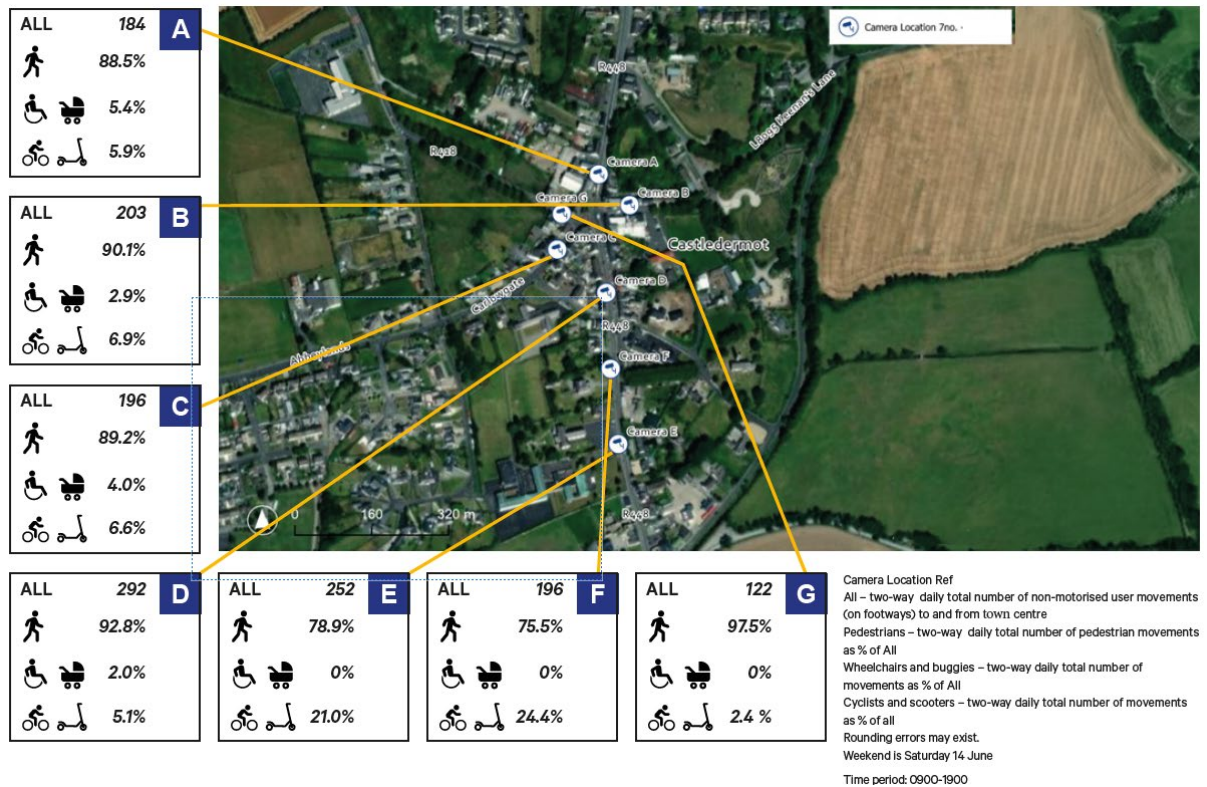 ALL 184 A
88.5%
5.4%
5.9%
ALL 203 B
90.1%
2.9%
6.9%
ALL 196 C
89.2%
4.0%
6.6%
Camera Location 7no. .
R448
L8095 Keenan's Lane
R418
Camera A
Camera B
Camera G
Castledermot
Camera C
Camera D
Carlowgate
R448
Abbeylands
Camera F
Camera E
0 160 320 m
R448
ALL 292 D
92.8%
2.0%
5.1%
ALL 252 E
78.9%
0%
21.0%
ALL 196 F
75.5%
0%
24.4%
ALL 122 G
97.5%
0%
2.4 %
Camera Location Ref
All – two-way daily total number of non-motorised user movements
(on footways) to and from town centre
Pedestrians – two-way daily total number of pedestrian movements
as % of All
Wheelchairs and buggies – two-way daily total number of
movements as % of All
Cyclists and scooters – two-way daily total number of movements
as % of all
Rounding errors may exist.
Weekend is Saturday 14 June
Time period: 0900-1900